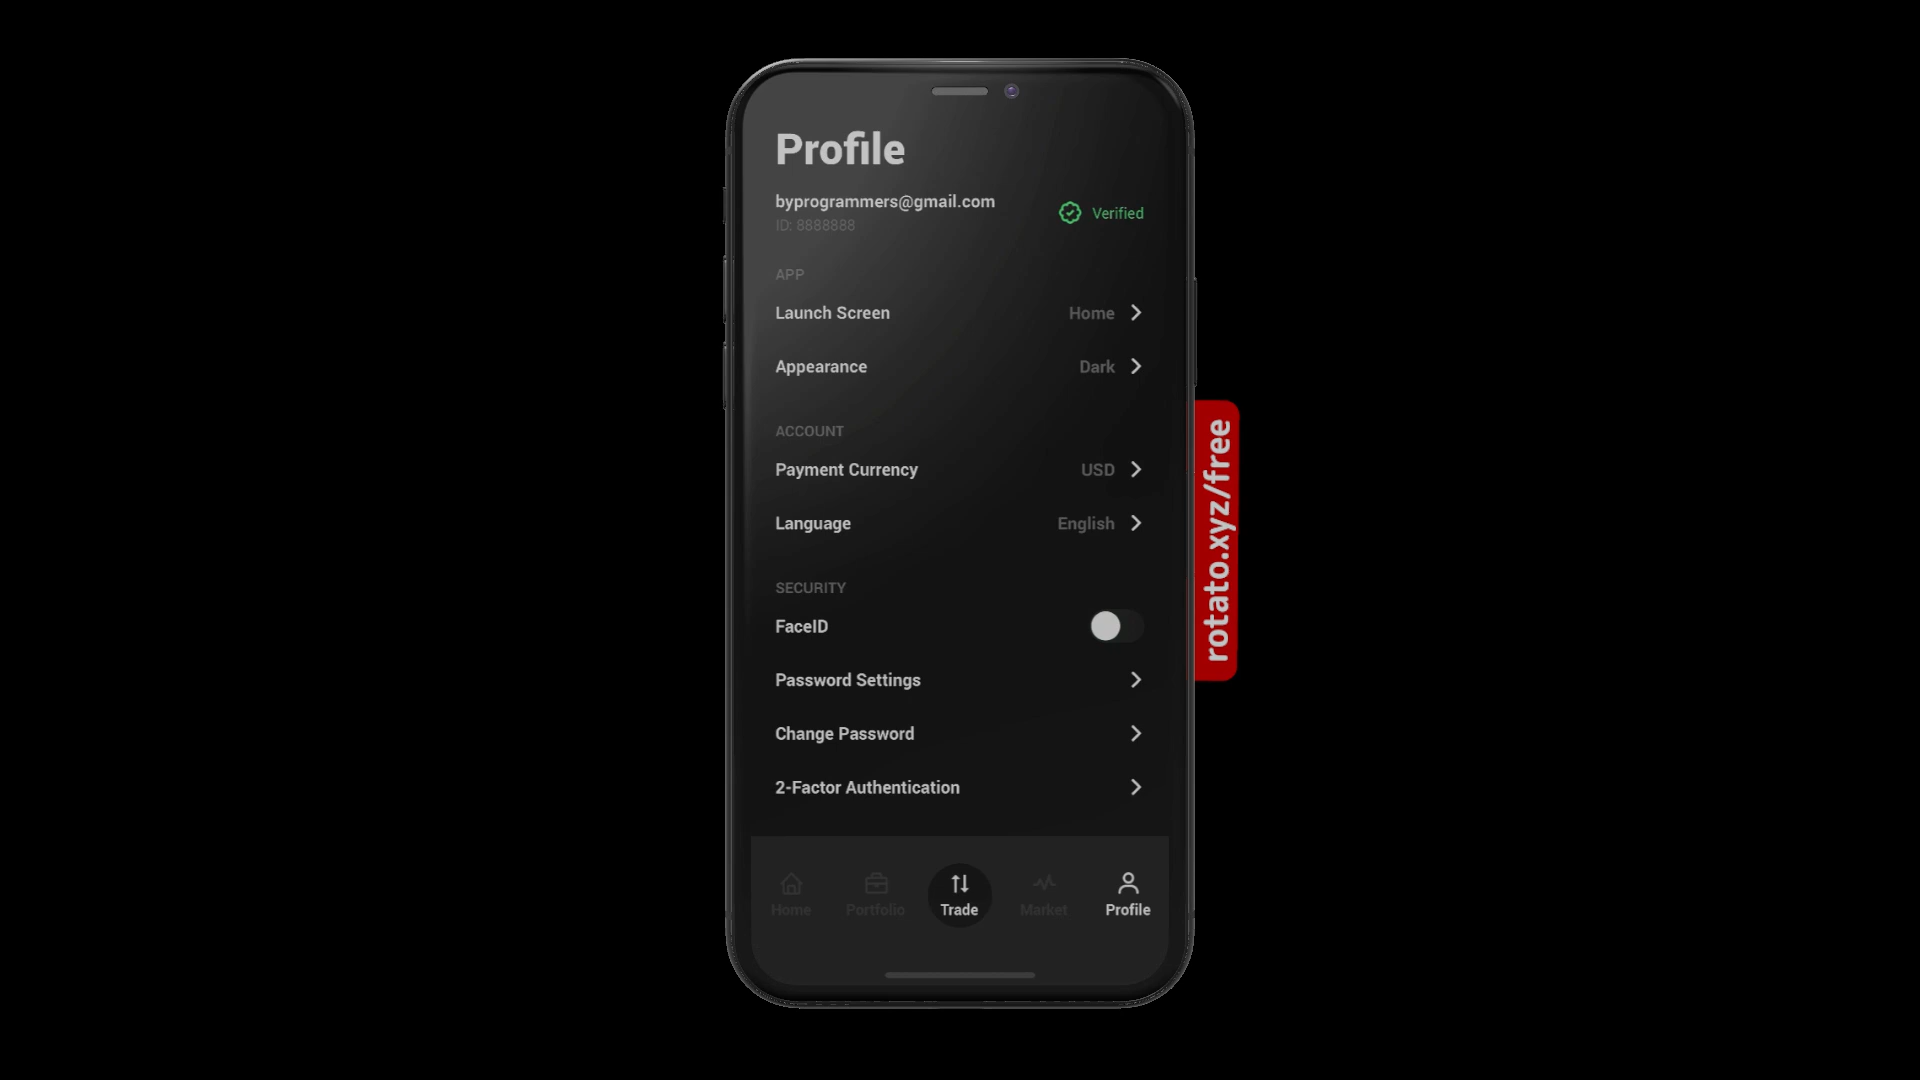 Profile
byprogrammers@gmail.com
Verified
ID: 8888888
APP
Launch Screen Home
Appearance Dark
ACCOUNT
Payment Currency USD
Language English
SECURITY
FaceID
Password Settings
Change Password
2-Factor Authentication
Home Portfolio Trade Market Profile
rotato.xyz/free